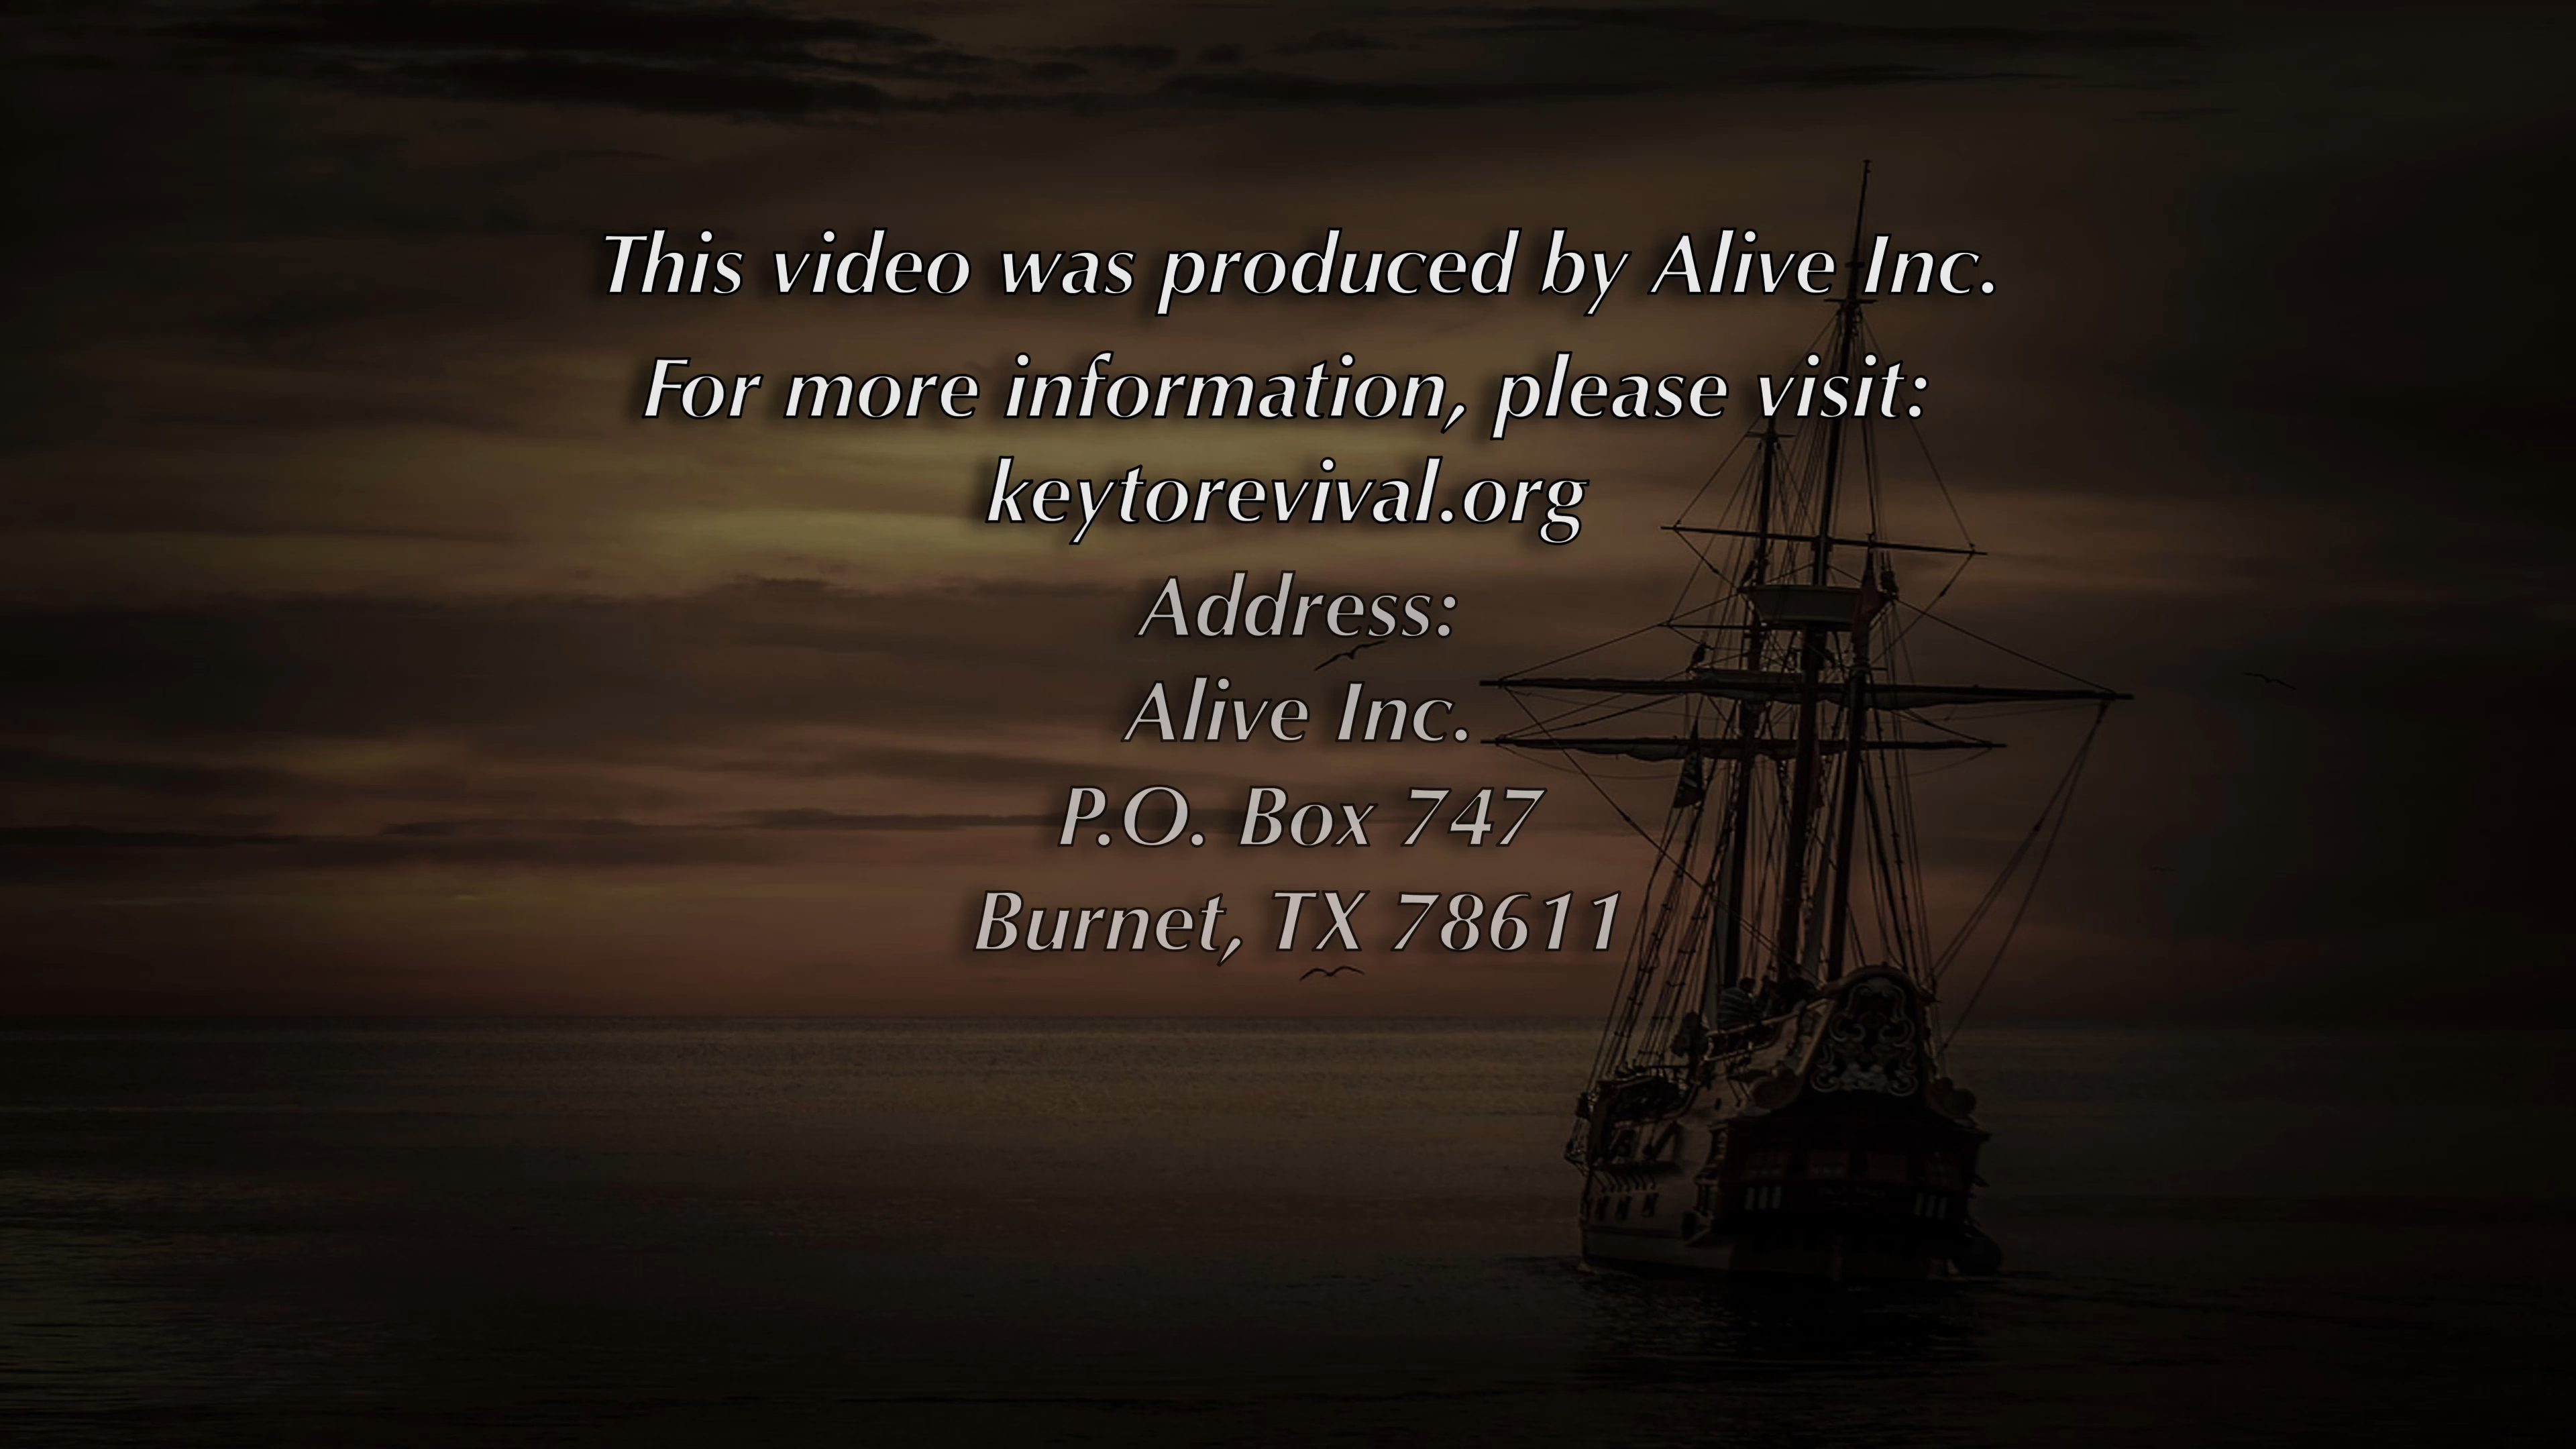 This video was produced by Alive Inc.
For more information, please visit:
keytorevival.org
Address:
Alive Inc.
P.O. Box 747
Burnet, TX 78611